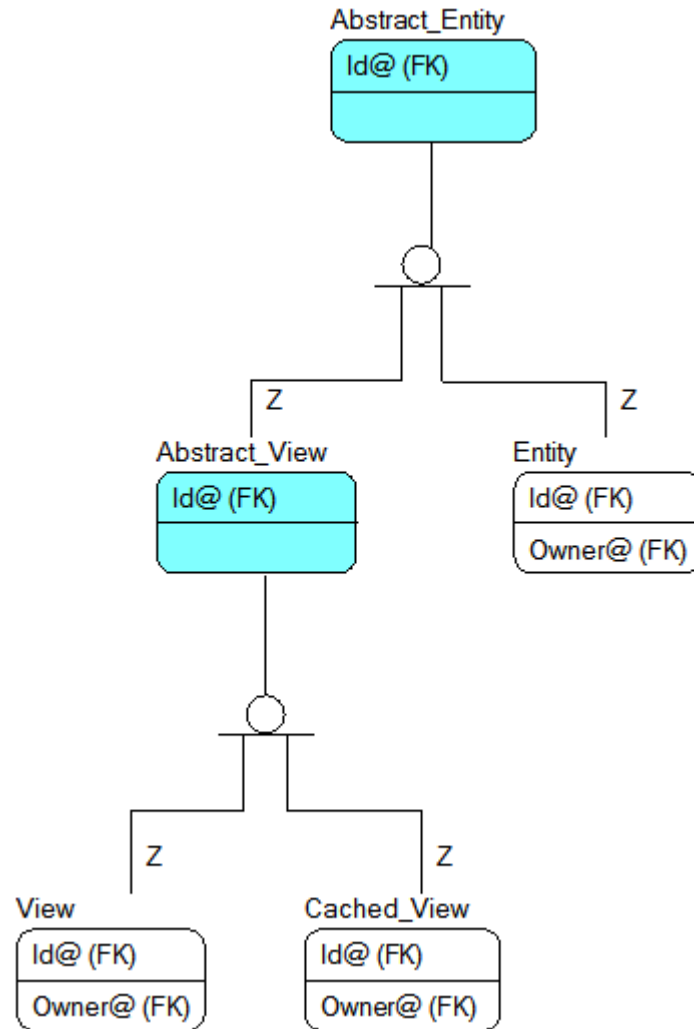 Abstract_Entity
Id@ (FK)
Z
Z
Abstract_View
Entity
Id@ (FK)
Id@ (FK)
Owner@ (FK)
Z
Z
View
Cached_View
Id@ (FK)
Id@ (FK)
Owner@ (FK)
Owner@ (FK)